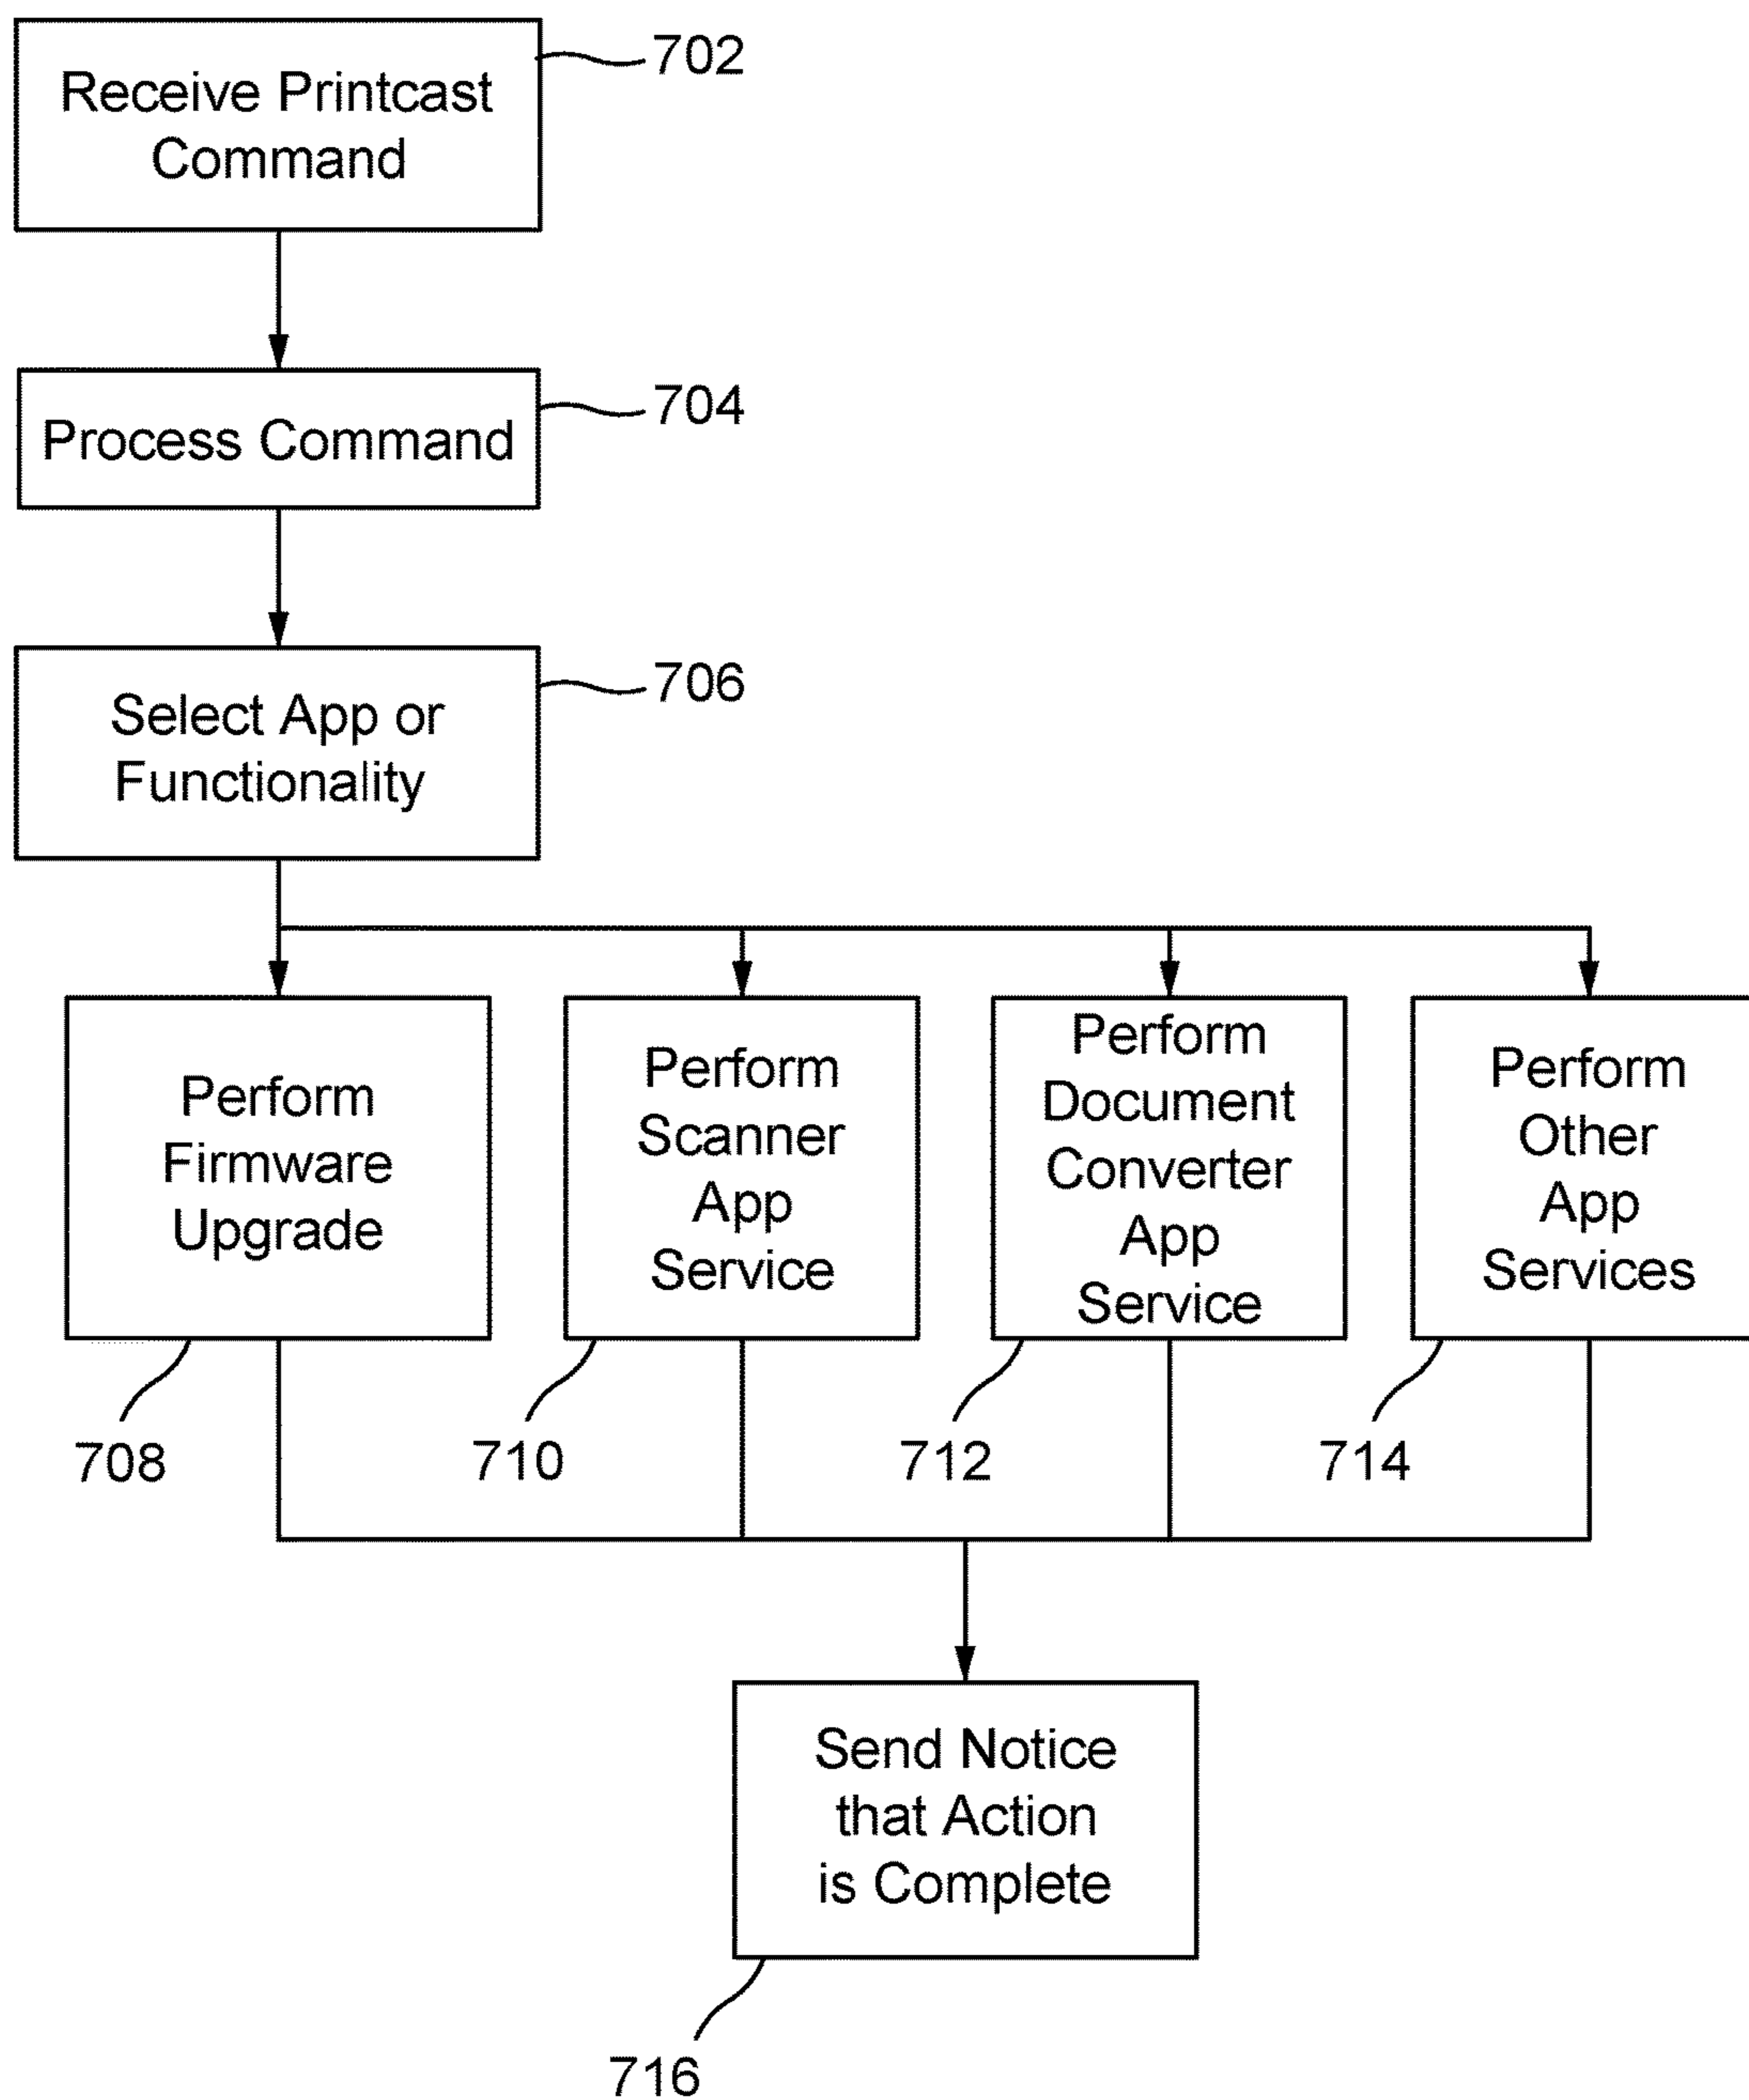 Receive Printcast
Command
702
Process Command
704
Select App or
Functionality
706
Perform
Firmware
Upgrade
708
Perform
Scanner
App
Service
710
Perform
Document
Converter
App
Service
712
Perform
Other
App
Services
714
Send Notice
that Action
is Complete
716